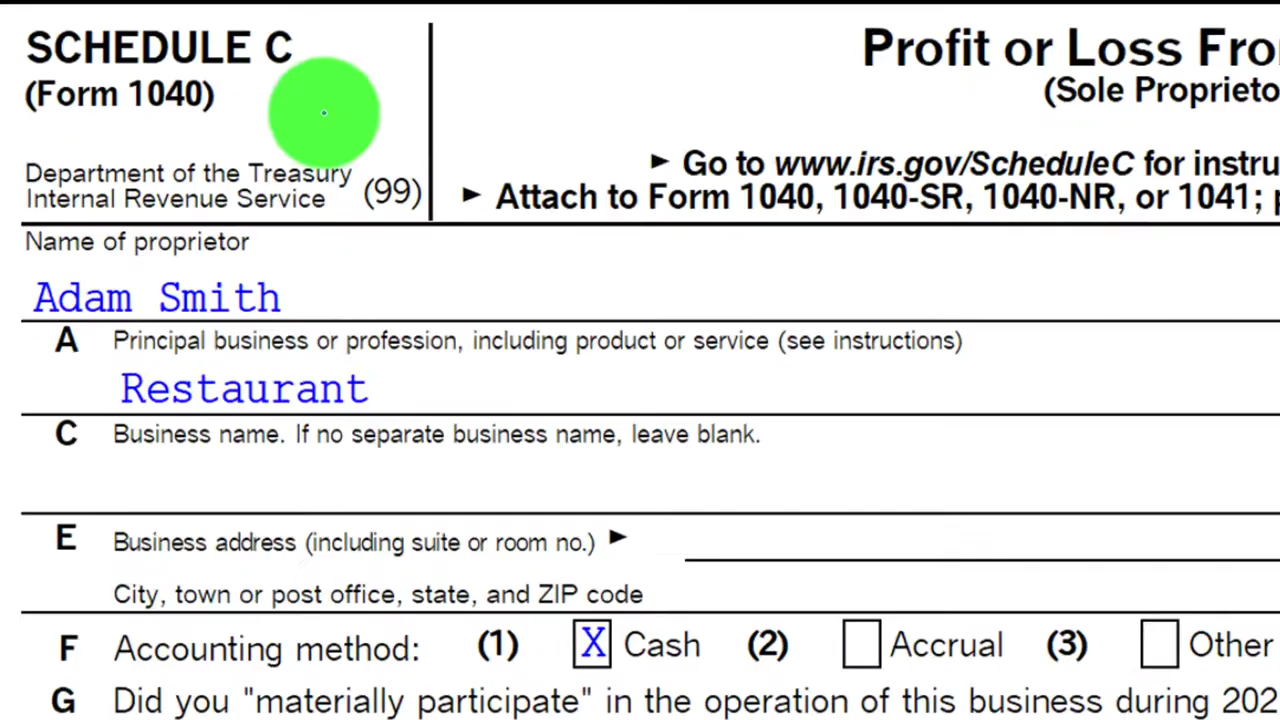 SCHEDULE C
(Form 1040)
Department of the Treasury
Internal Revenue Service (99)
Profit or Loss Fro
(Sole Proprieto
► Go to www.irs.gov/ScheduleC for instru
► Attach to Form 1040, 1040-SR, 1040-NR, or 1041; p
Name of proprietor
Adam Smith
A Principal business or profession, including product or service (see instructions)
Restaurant
C Business name. If no separate business name, leave blank.
E Business address (including suite or room no.) ►
City, town or post office, state, and ZIP code
F Accounting method: (1) X Cash (2) Accrual (3) Other
G Did you "materially participate" in the operation of this business during 202